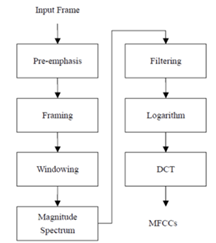 Input Frame
Pre-emphasis
Framing
Windowing
Magnitude
Spectrum
Filtering
Logarithm
DCT
MFCCs